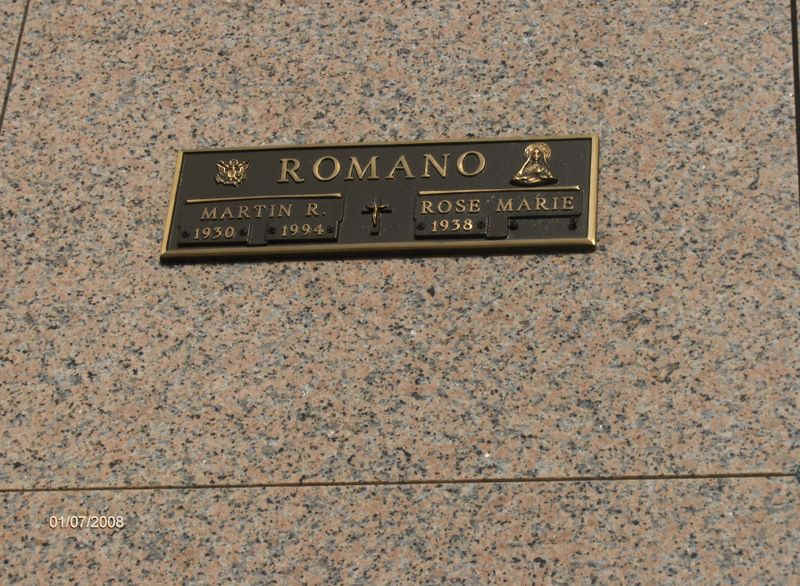 ROMANO
MARTIN R.
1930 1994
ROSE MARIE
1938
01/07/2008